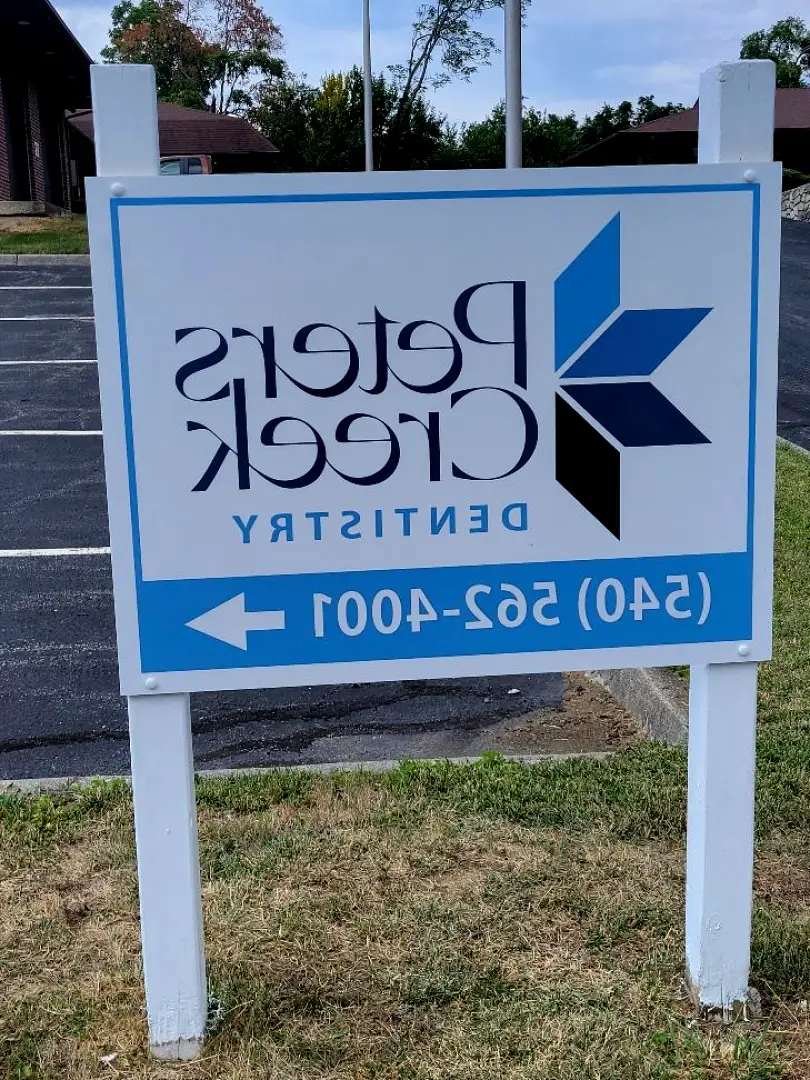 Peters
Creek
DENTISTRY
(540) 562-4001